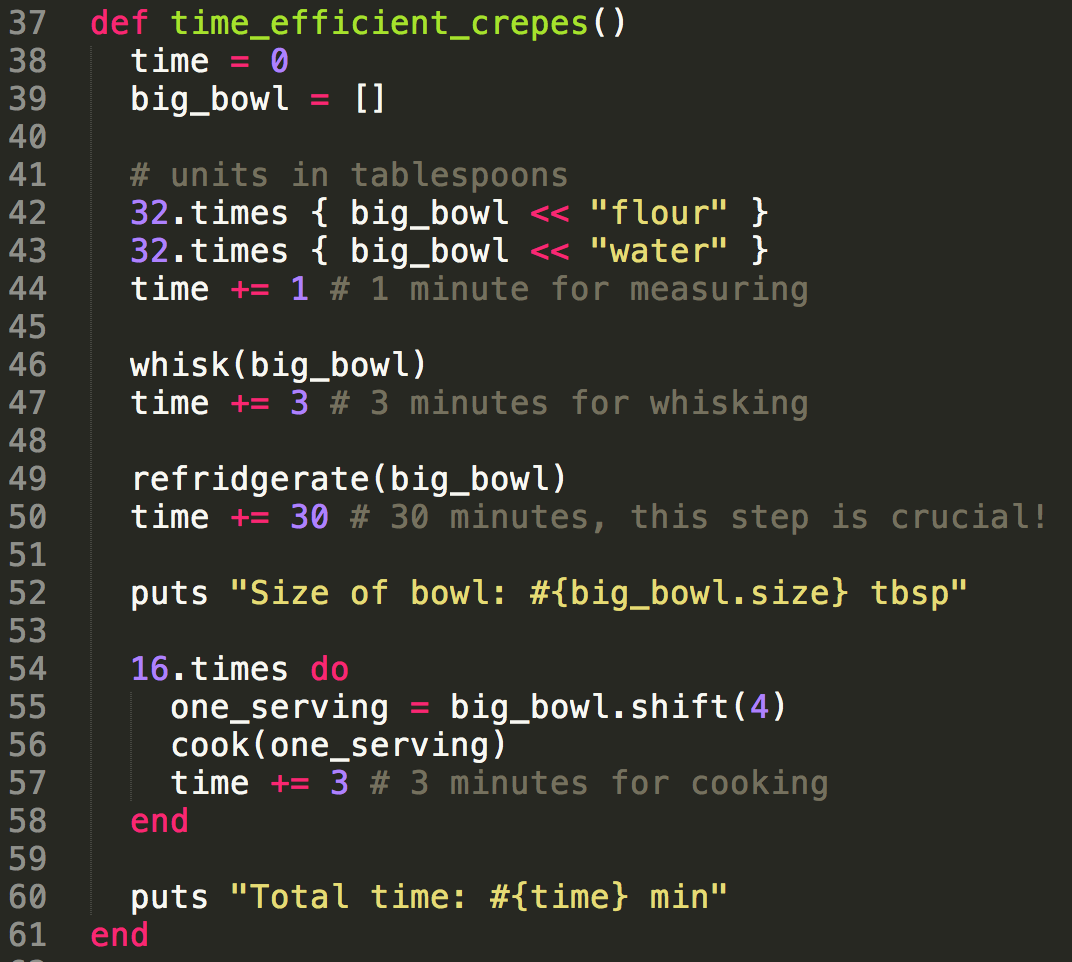 37 def time_efficient_crepes()
38   time = 0
39   big_bowl = []
40
41   # units in tablespoons
42   32.times { big_bowl << "flour" }
43   32.times { big_bowl << "water" }
44   time += 1 # 1 minute for measuring
45
46   whisk(big_bowl)
47   time += 3 # 3 minutes for whisking
48
49   refridgerate(big_bowl)
50   time += 30 # 30 minutes, this step is crucial!
51
52   puts "Size of bowl: #{big_bowl.size} tbsp"
53
54   16.times do
55     one_serving = big_bowl.shift(4)
56     cook(one_serving)
57     time += 3 # 3 minutes for cooking
58   end
59
60   puts "Total time: #{time} min"
61 end